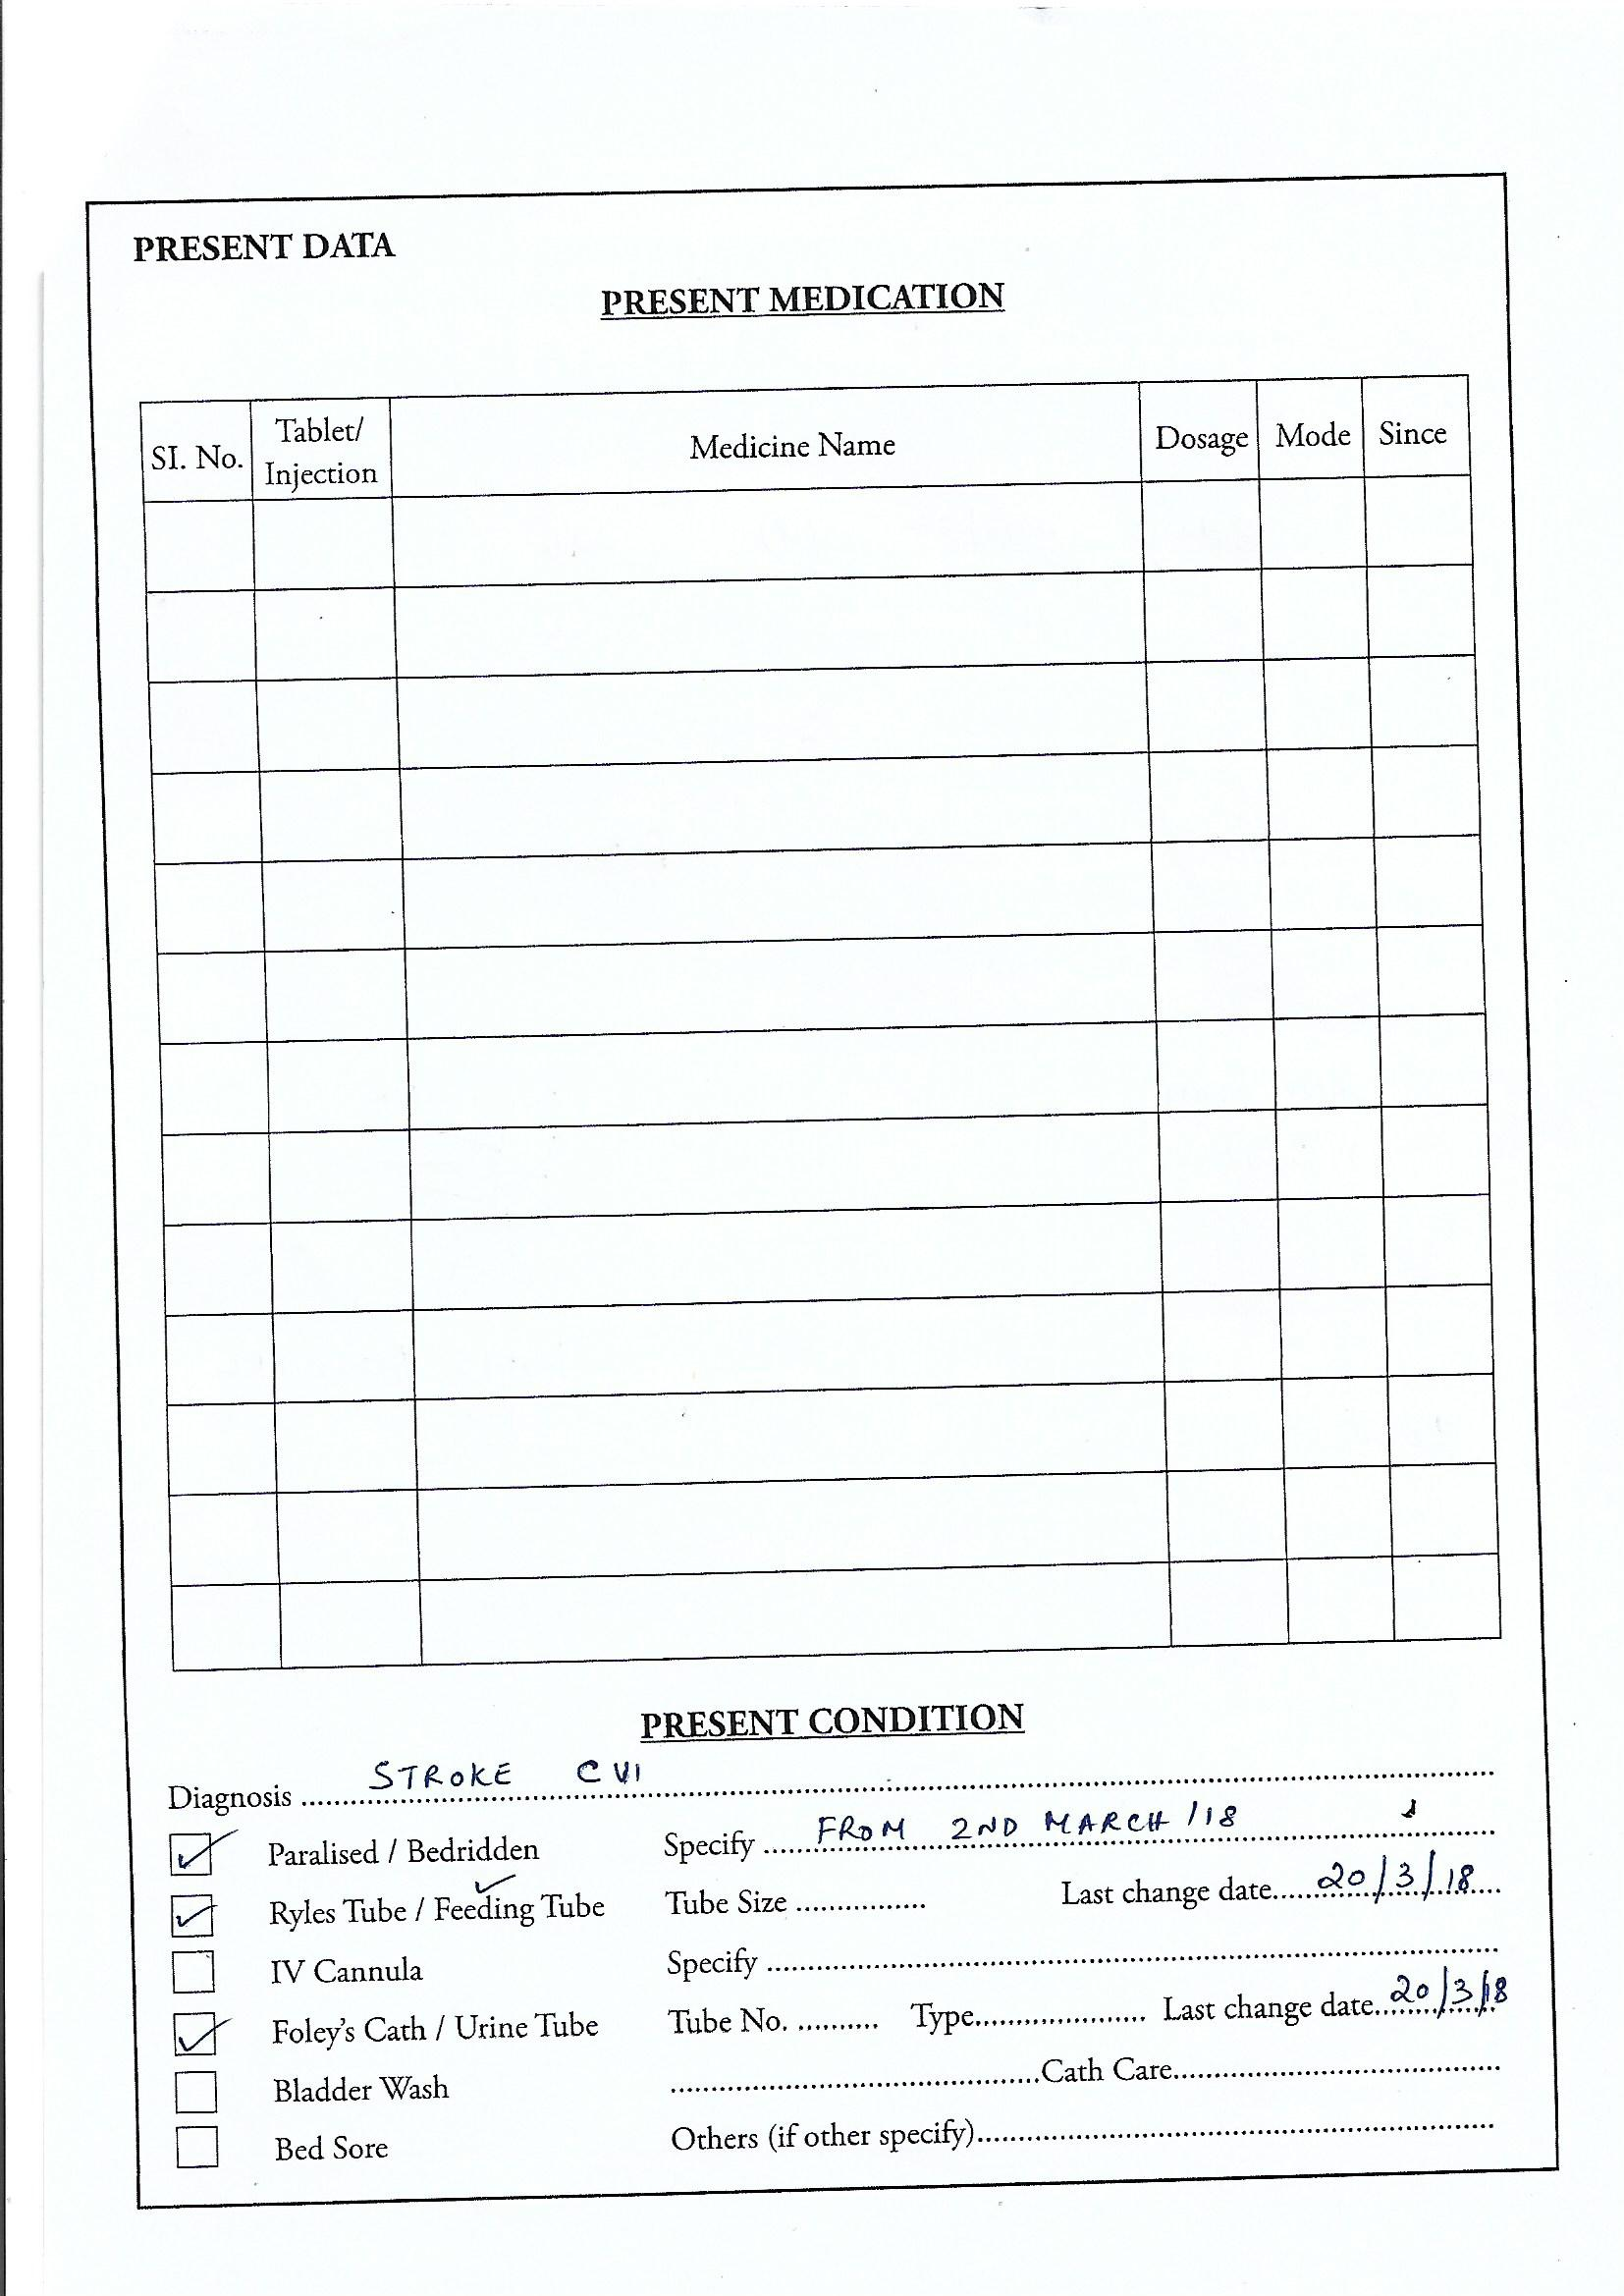 PRESENT DATA
PRESENT MEDICATION
SI. No. Tablet/ Injection Medicine Name Dosage Mode Since
PRESENT CONDITION
Diagnosis STROKE CVI
Paralised / Bedridden Specify FROM 2ND MARCH /18
Ryles Tube / Feeding Tube Tube Size ................ Last change date 20/3/18
IV Cannula Specify ................
Foley's Cath / Urine Tube Tube No. .......... Type..................... Last change date 20/3/18
Bladder Wash ................ Cath Care................
Bed Sore Others (if other specify)................